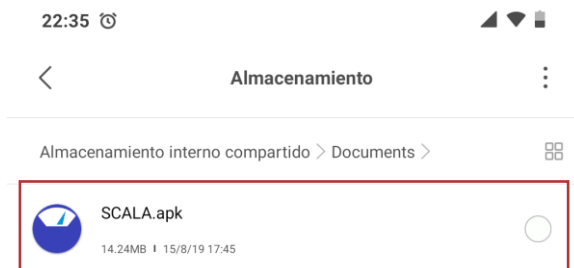 22:35
Almacenamiento
Almacenamiento interno compartido > Documents >
SCALA.apk
14.24MB I 15/8/19 17:45